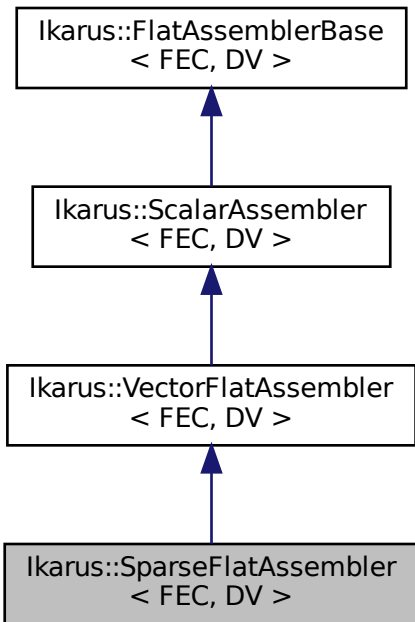 Ikarus::FlatAssemblerBase
< FEC, DV >
Ikarus::ScalarAssembler
< FEC, DV >
Ikarus::VectorFlatAssembler
< FEC, DV >
Ikarus::SparseFlatAssembler
< FEC, DV >